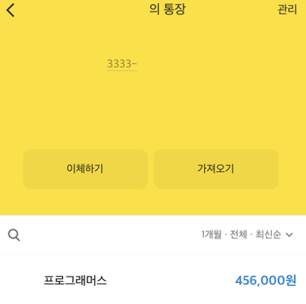 의 통장
관리
3333-
이체하기
가져오기
1개월 · 전체 · 최신순
프로그래머스
456,000원